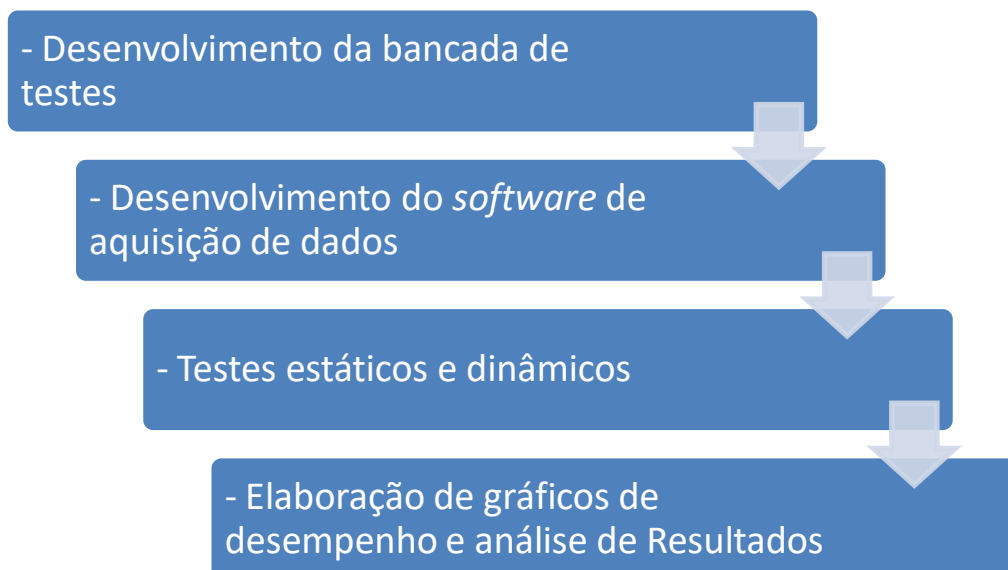 - Desenvolvimento da bancada de
testes
- Desenvolvimento do software de
aquisição de dados
- Testes estáticos e dinâmicos
- Elaboração de gráficos de
desempenho e análise de Resultados